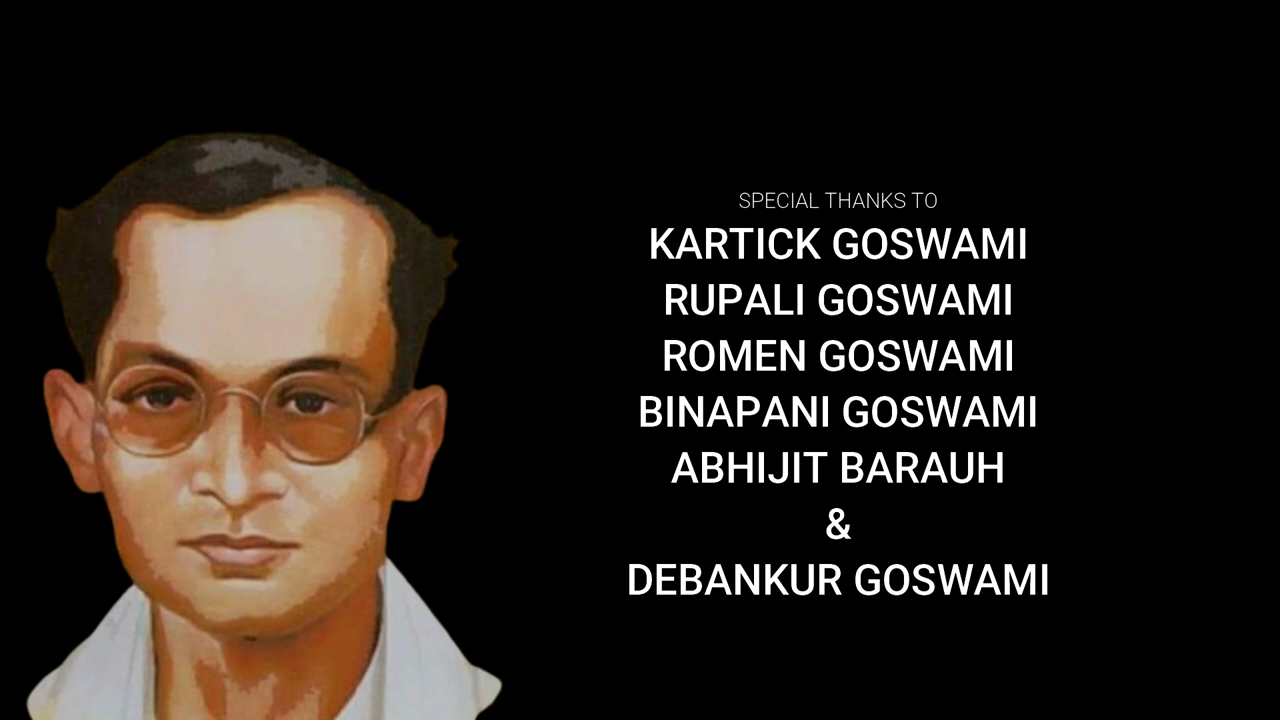 SPECIAL THANKS TO
KARTICK GOSWAMI
RUPALI GOSWAMI
ROMEN GOSWAMI
BINAPANI GOSWAMI
ABHIJIT BARAUH
&
DEBANKUR GOSWAMI